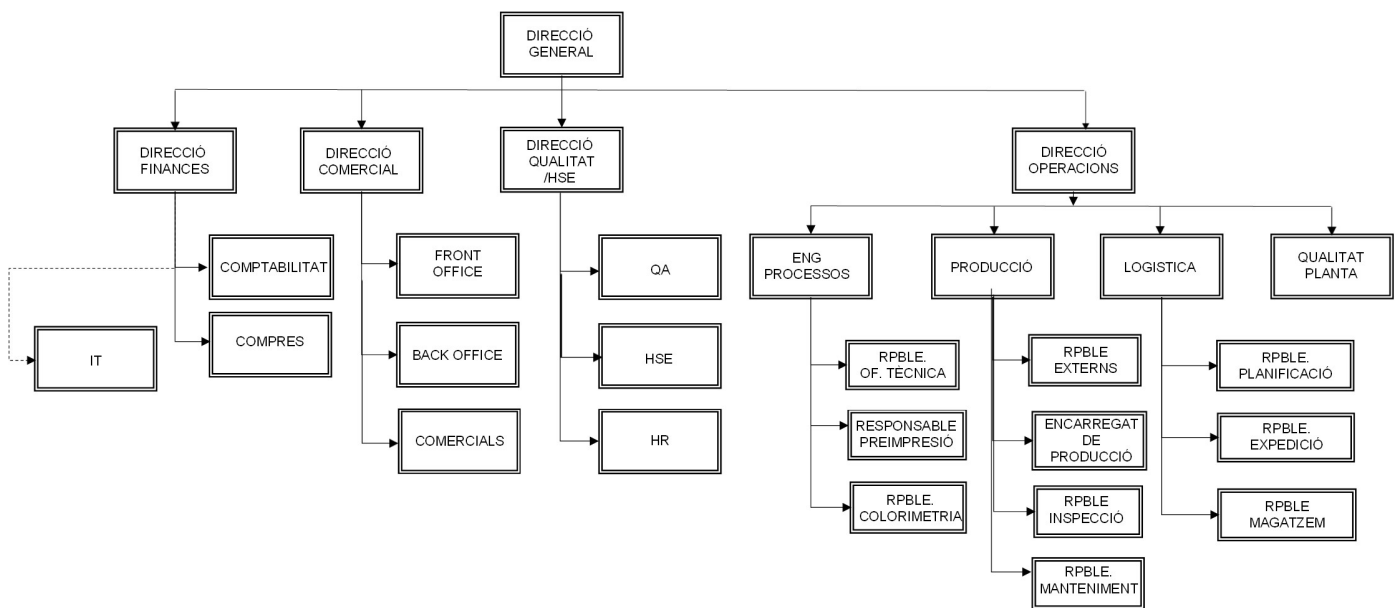 DIRECCIÓ
GENERAL
DIRECCIÓ
FINANCES
DIRECCIÓ
COMERCIAL
DIRECCIÓ
QUALITAT
/HSE
DIRECCIÓ
OPERACIONS
COMPTABILITAT
COMPRES
IT
FRONT
OFFICE
BACK OFFICE
COMERCIALS
QA
HSE
HR
ENG
PROCESSOS
PRODUCCIÓ
LOGISTICA
QUALITAT
PLANTA
RPBLE.
OF. TÈCNICA
RESPONSABLE
PREIMPRESIÓ
RPBLE.
COLORIMETRIA
RPBLE
EXTERNS
ENCARREGAT
DE
PRODUCCIÓ
RPBLE
INSPECCIÓ
RPBLE.
MANTENIMENT
RPBLE.
PLANIFICACIÓ
RPBLE.
EXPEDICIÓ
RPBLE
MAGATZEM